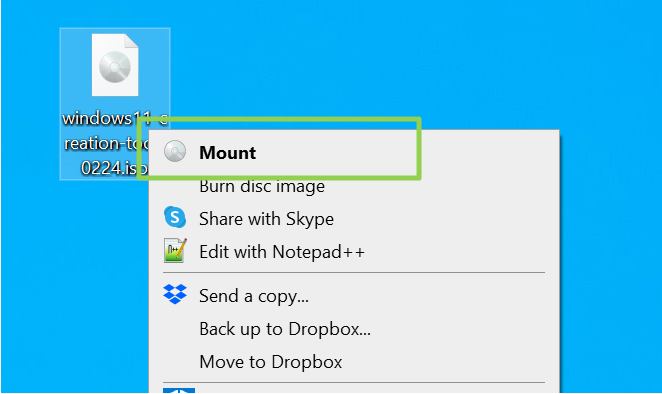 windows11-c
reation-too
0224.iso
Mount
Burn disc image
Share with Skype
Edit with Notepad++
Send a copy...
Back up to Dropbox...
Move to Dropbox